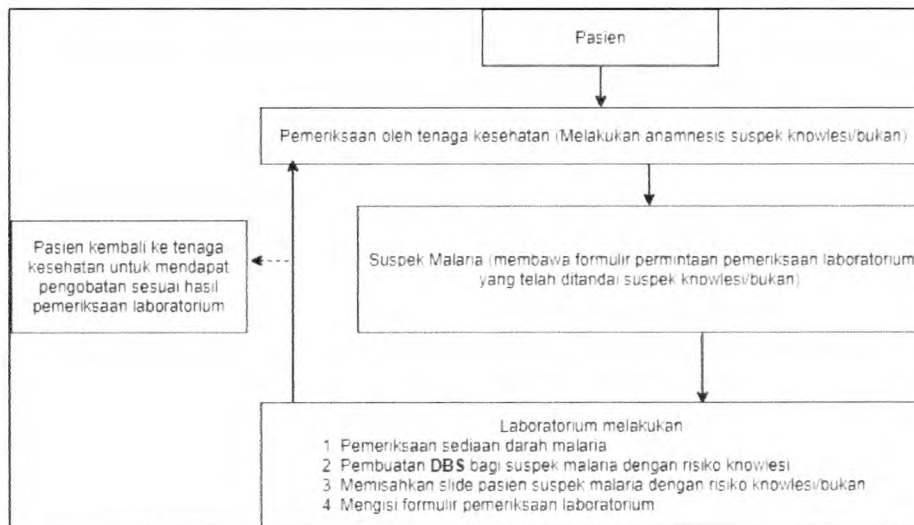 Pasien
Pemeriksaan oleh tenaga kesehatan (Melakukan anamnesis suspek knowlesi/bukan)
Pasien kembali ke tenaga
kesehatan untuk mendapat
pengobatan sesuai hasil
pemeriksaan laboratorium
Suspek Malaria (membawa formulir permintaan pemeriksaan laboratorium
yang telah ditandai suspek knowlesi/bukan)
Laboratorium melakukan
1 Pemeriksaan sediaan darah malaria
2 Pembuatan DBS bagi suspek malaria dengan risiko knowlesi
3 Memisahkan slide pasien suspek malaria dengan risiko knowlesi/bukan
4 Mengisi formulir pemeriksaan laboratorium